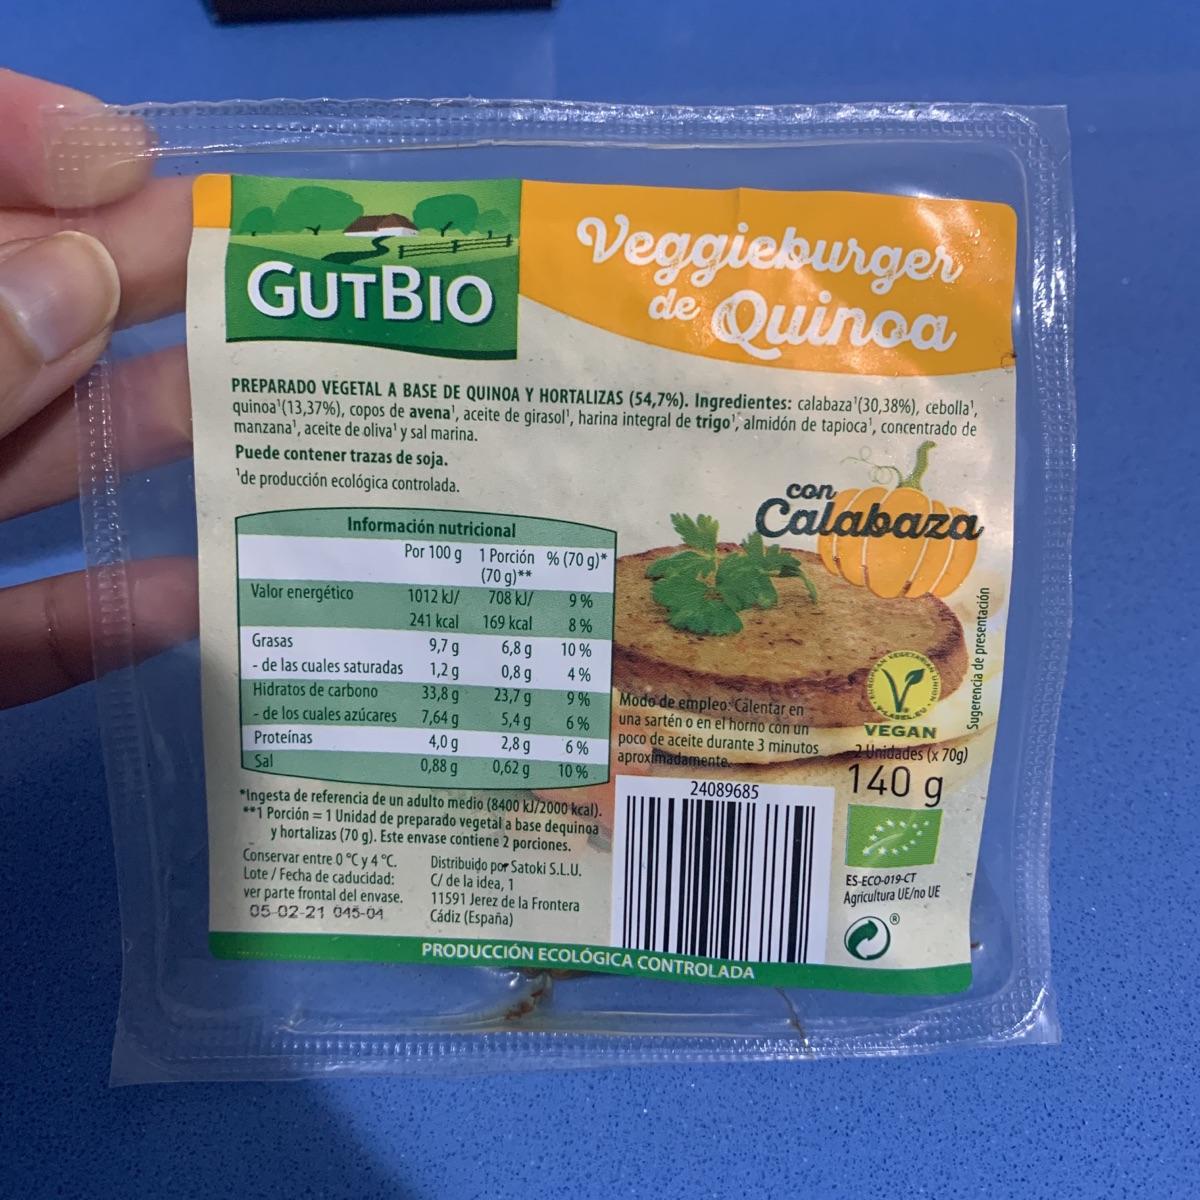 GUTBIO
Veggieburger
de Quinoa
PREPARADO VEGETAL A BASE DE QUINOA Y HORTALIZAS (54,7%). Ingredientes: calabaza¹(30,38%), cebolla¹,
quinoa¹(13,37%), copos de avena¹, aceite de girasol¹, harina integral de trigo¹, almidón de tapioca¹, concentrado de
manzana¹, aceite de oliva¹ y sal marina.
Puede contener trazas de soja.
¹de producción ecológica controlada.
con
Calabaza
Información nutricional
Por 100 g 1 Porción % (70 g)*
(70 g)**
Valor energético 1012 kJ/ 708 kJ/ 9 %
241 kcal 169 kcal 8 %
Grasas 9,7 g 6,8 g 10 %
- de las cuales saturadas 1,2 g 0,8 g 4 %
Hidratos de carbono 33,8 g 23,7 g 9 %
- de los cuales azúcares 7,64 g 5,4 g 6 %
Proteínas 4,0 g 2,8 g 6 %
Sal 0,88 g 0,62 g 10 %
*Ingesta de referencia de un adulto medio (8400 kJ/2000 kcal).
**1 Porción = 1 Unidad de preparado vegetal a base dequinoa
y hortalizas (70 g). Este envase contiene 2 porciones.
Conservar entre 0 °C y 4 °C.
Lote / Fecha de caducidad:
ver parte frontal del envase.
05-02-21 045-04
Distribuido por Satoki S.L.U.
C/ de la idea, 1
11591 Jerez de la Frontera
Cádiz (España)
Modo de empleo: Calentar en
una sartén o en el horno con un
poco de aceite durante 3 minutos
aproximadamente.
24089685
Sugerencia de presentación
EUROPEAN VEGETARIAN UNION
V-LABEL.EU
VEGAN
2 Unidades (x 70g)
140 g
ES-ECO-019-CT
Agricultura UE/no UE
®
PRODUCCIÓN ECOLÓGICA CONTROLADA